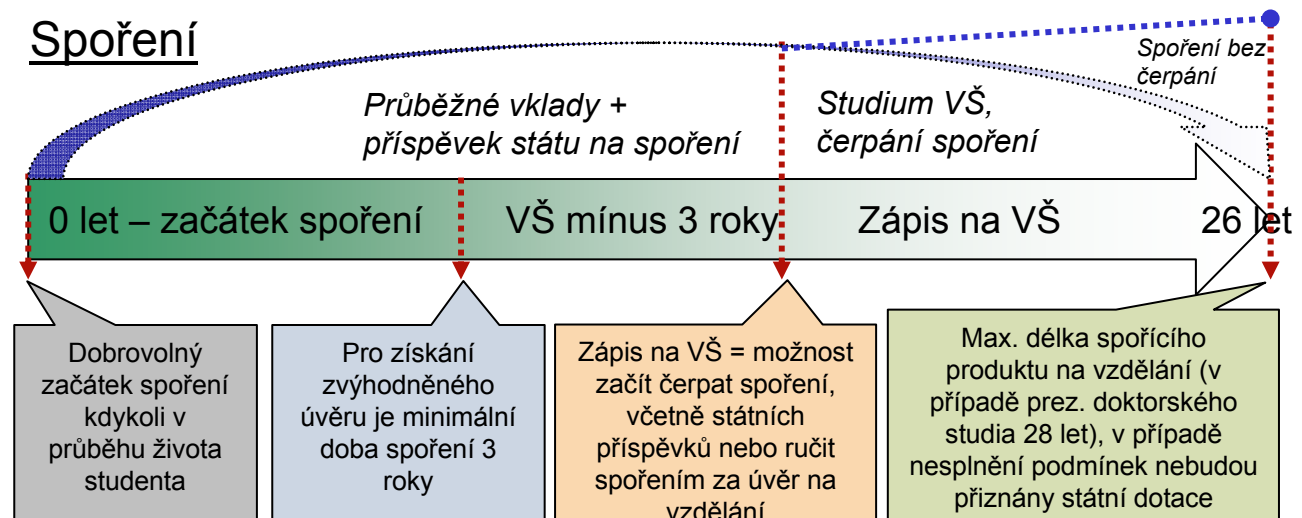 Spoření
Spoření bez
čerpání
Průběžné vklady +
příspěvek státu na spoření
Studium VŠ,
čerpání spoření
0 let – začátek spoření
VŠ mínus 3 roky
Zápis na VŠ
26 let
Dobrovolný
začátek spoření
kdykoli v
průběhu života
studenta
Pro získání
zvýhodněného
úvěru je minimální
doba spoření 3
roky
Zápis na VŠ = možnost
začít čerpat spoření,
včetně státních
příspěvků nebo ručit
spořením za úvěr na
vzdělání
Max. délka spořícího
produktu na vzdělání (v
případě prez. doktorského
studia 28 let), v případě
nesplnění podmínek nebudou
přiznány státní dotace